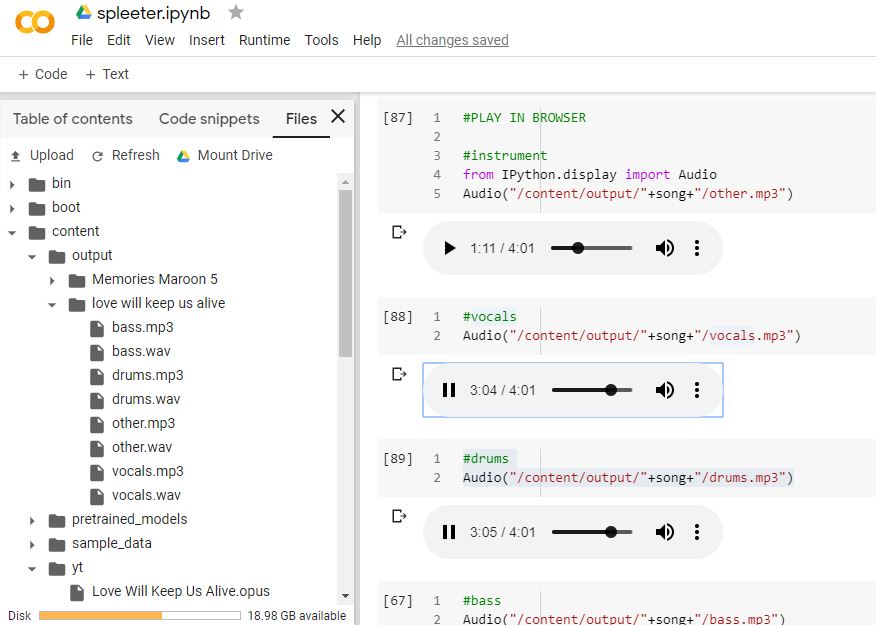 spleeter.ipynb
File Edit View Insert Runtime Tools Help All changes saved
+ Code + Text
Table of contents Code snippets Files X
Upload Refresh Mount Drive
bin
boot
content
output
Memories Maroon 5
love will keep us alive
bass.mp3
bass.wav
drums.mp3
drums.wav
other.mp3
other.wav
vocals.mp3
vocals.wav
pretrained_models
sample_data
yt
Love Will Keep Us Alive.opus
Disk 18.98 GB available
[87] 1 #PLAY IN BROWSER
2
3 #instrument
4 from IPython.display import Audio
5 Audio("/content/output/"+song+"/other.mp3")
1:11 / 4:01
[88] 1 #vocals
2 Audio("/content/output/"+song+"/vocals.mp3")
3:04 / 4:01
[89] 1 #drums
2 Audio("/content/output/"+song+"/drums.mp3")
3:05 / 4:01
[67] 1 #bass
2 Audio("/content/output/"+song+"/bass.mp3")